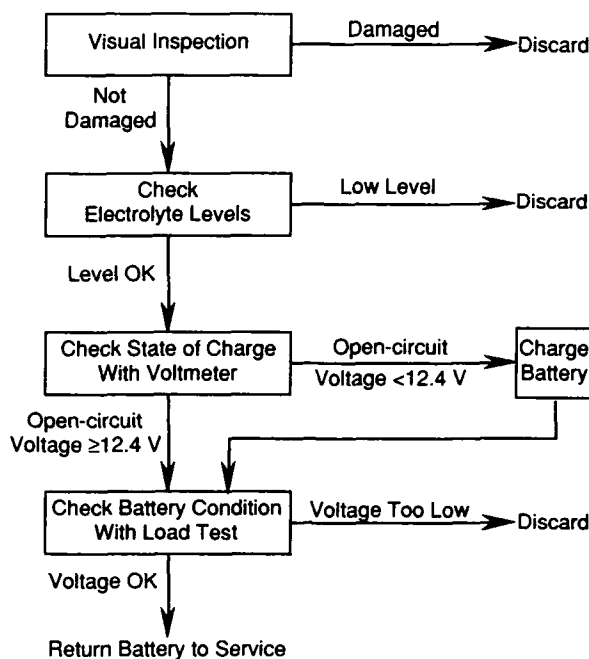 Visual Inspection
Damaged
Discard
Not
Damaged
Check
Electrolyte Levels
Low Level
Discard
Level OK
Check State of Charge
With Voltmeter
Open-circuit
Voltage <12.4 V
Charge
Battery
Open-circuit
Voltage ≥12.4 V
Check Battery Condition
With Load Test
Voltage Too Low
Discard
Voltage OK
Return Battery to Service